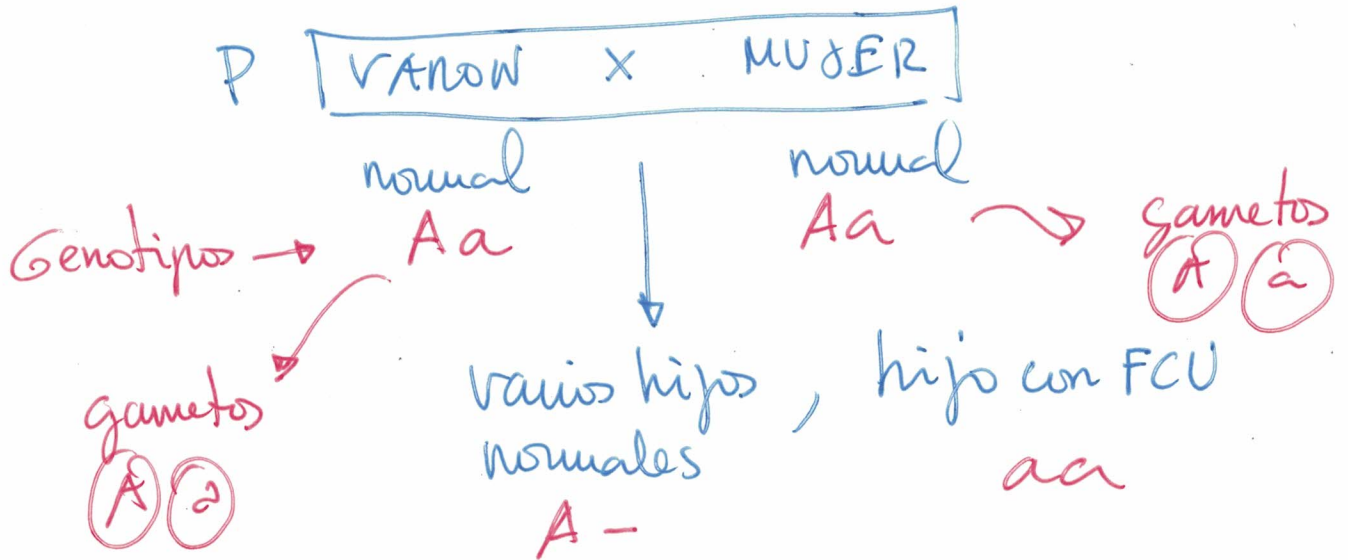 P VARON X MUJER
normal normal
Genotipos → Aa Aa gametos
A a
gametos varios hijos , hijo con FCU
normales
A a A - aa